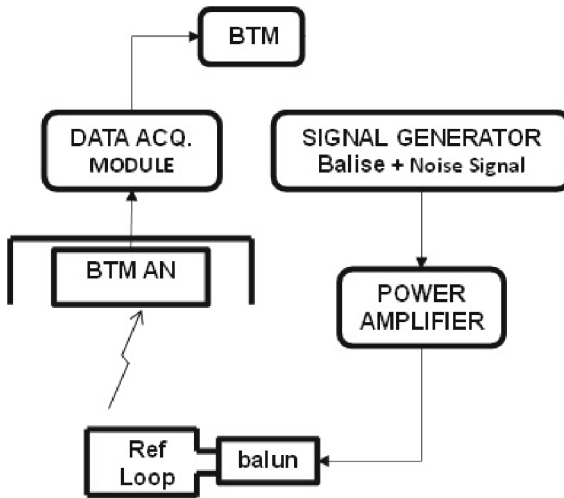 BTM
DATA ACQ.
MODULE
SIGNAL GENERATOR
Balise + Noise Signal
BTM AN
POWER
AMPLIFIER
Ref
Loop
balun